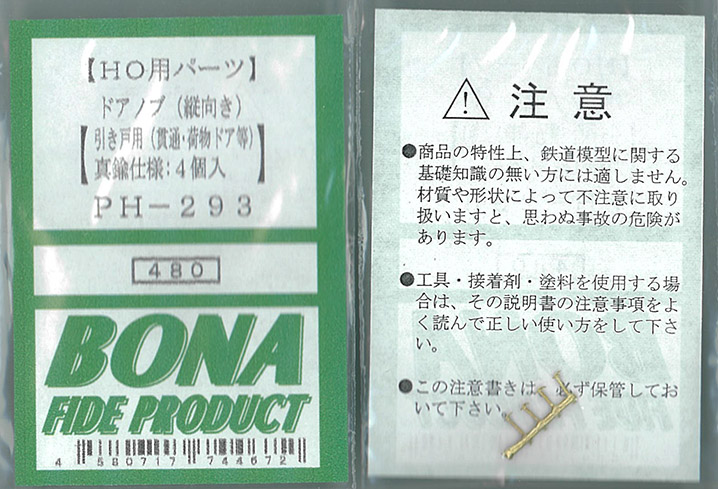 【HO用パーツ】
ドアノブ(縦向き)
【引き戸用(貫通・荷物ドア等)
真鍮仕様:4個入】
PH-293
480
BONA
FIDE PRODUCT
4 580717 744672
注意
●商品の特性上、鉄道模型に関する
基礎知識の無い方には適しません。
材質や形状によって不注意に取り
扱いますと、思わぬ事故の危険が
あります。
●工具・接着剤・塗料を使用する場
合は、その説明書の注意事項をよ
く読んで正しい使い方をして下さ
い。
●この注意書きは、必ず保管してお
いて下さい。